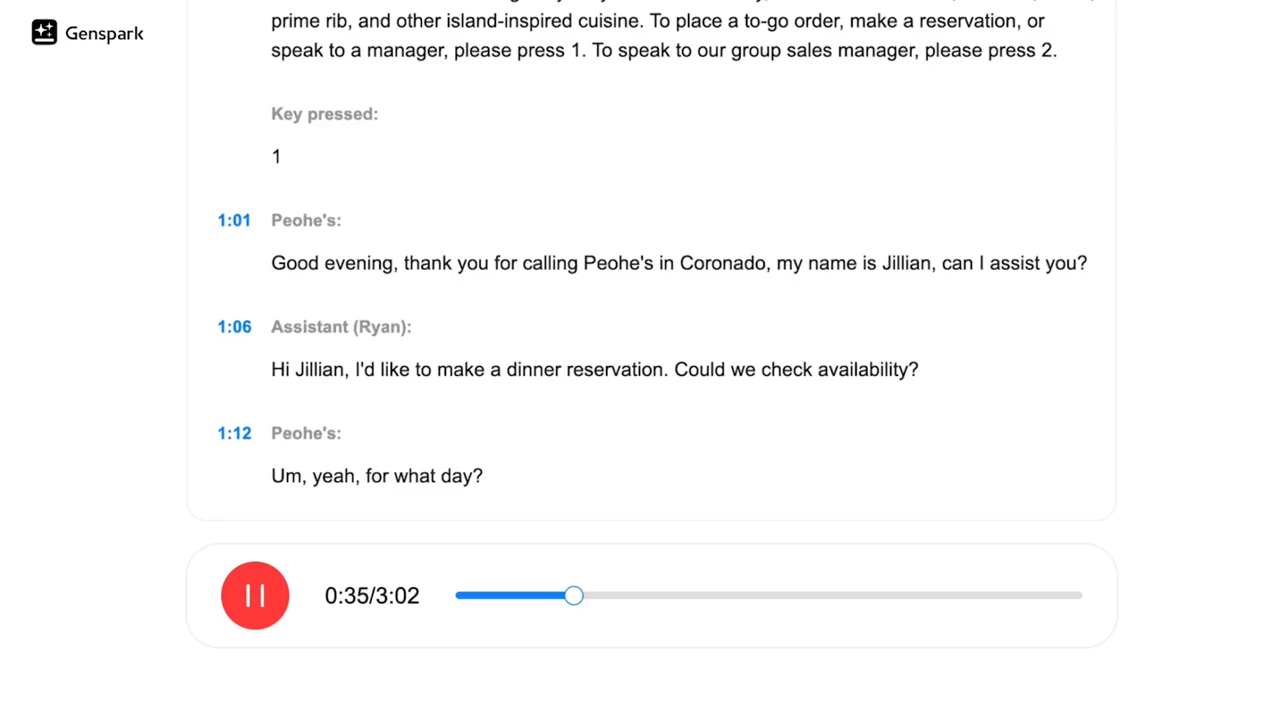 Genspark
prime rib, and other island-inspired cuisine. To place a to-go order, make a reservation, or
speak to a manager, please press 1. To speak to our group sales manager, please press 2.
Key pressed:
1
1:01 Peohe's:
Good evening, thank you for calling Peohe's in Coronado, my name is Jillian, can I assist you?
1:06 Assistant (Ryan):
Hi Jillian, I'd like to make a dinner reservation. Could we check availability?
1:12 Peohe's:
Um, yeah, for what day?
0:35/3:02